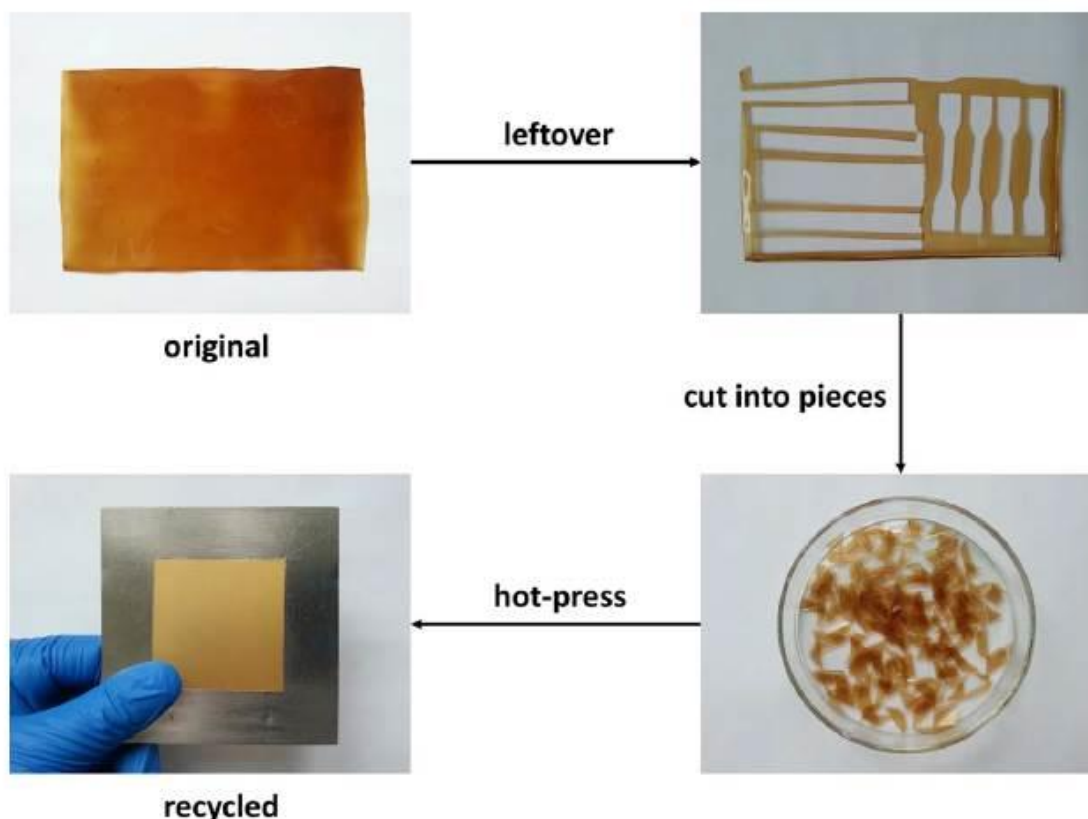 leftover
original
cut into pieces
hot-press
recycled